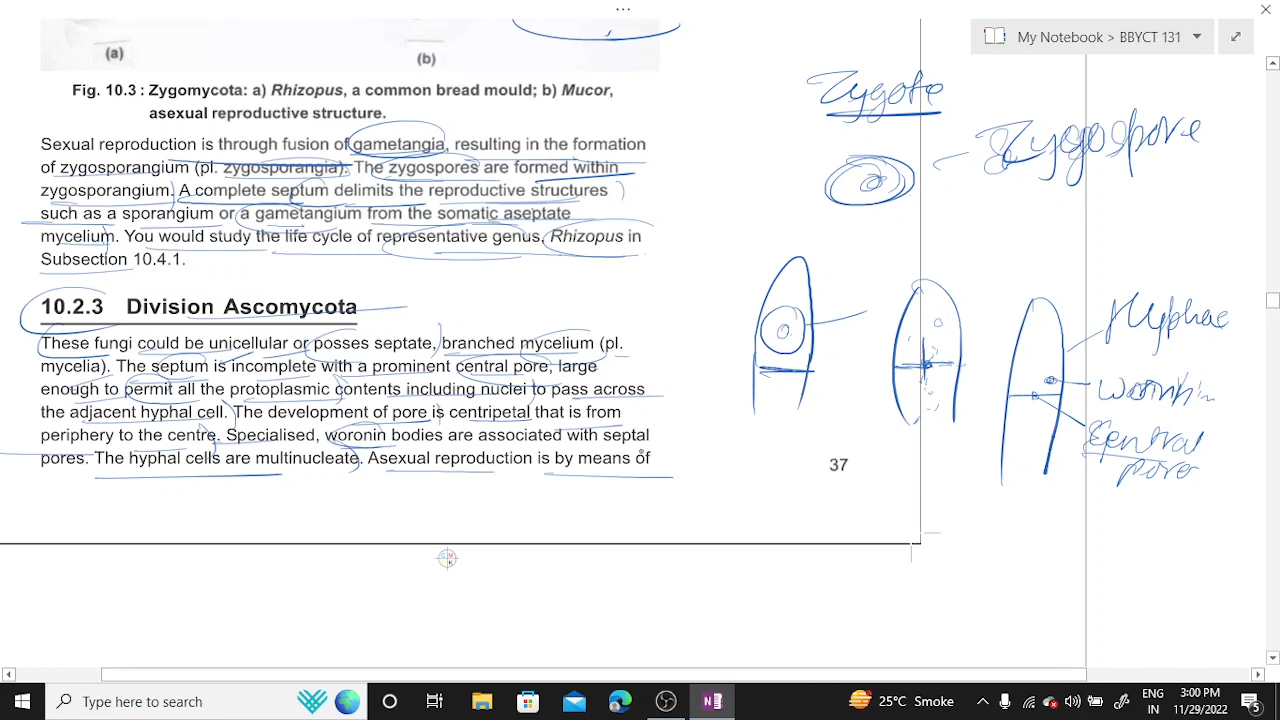 ...
My Notebook > BBYCT 131
(a)
(b)
Fig. 10.3 : Zygomycota: a) Rhizopus, a common bread mould; b) Mucor,
asexual reproductive structure.
Zygote
Zygospore
Sexual reproduction is through fusion of gametangia, resulting in the formation
of zygosporangium (pl. zygosporangia). The zygospores are formed within
zygosporangium. A complete septum delimits the reproductive structures
such as a sporangium or a gametangium from the somatic aseptate
mycelium. You would study the life cycle of representative genus, Rhizopus in
Subsection 10.4.1.
10.2.3 Division Ascomycota
These fungi could be unicellular or posses septate, branched mycelium (pl.
mycelia). The septum is incomplete with a prominent central pore, large
enough to permit all the protoplasmic contents including nuclei to pass across
the adjacent hyphal cell. The development of pore is centripetal that is from
periphery to the centre. Specialised, woronin bodies are associated with septal
pores. The hyphal cells are multinucleate. Asexual reproduction is by means of
Hyphae
Central
pore
37
C M
K
Type here to search
25°C Smoke
ENG
IN
3:00 PM
11/29/2022
5